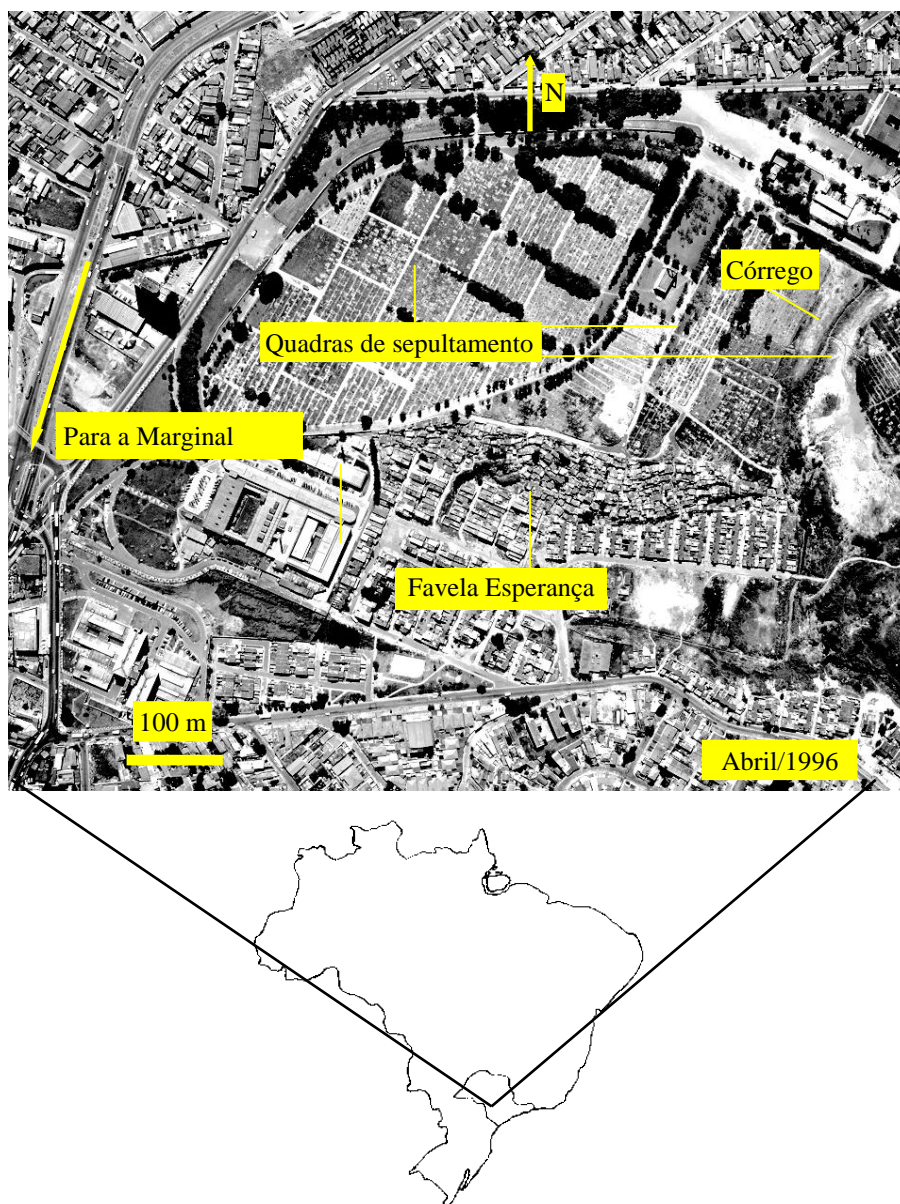 N
Córrego
Quadras de sepultamento
Para a Marginal
Favela Esperança
100 m
Abril/1996